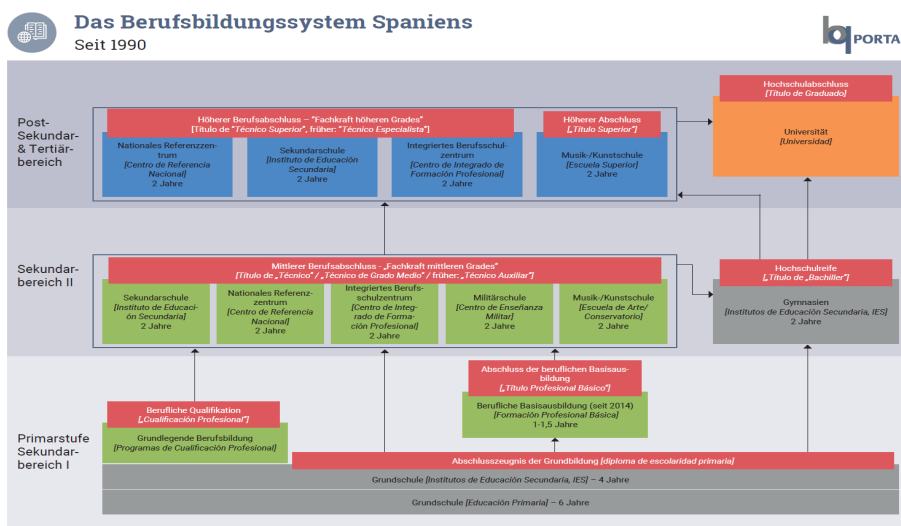 Das Berufsbildungssystem Spaniens
Seit 1990
bq PORTAL
Post-
Sekundar-
& Tertiär-
bereich
Höherer Berufsabschluss – "Fachkraft höheren Grades"
[Titulo de "Técnico Superior", früher: "Técnico Especialista"]
Nationales Referenzzen-
trum
[Centro de Referencia
Nacional]
2 Jahre
Sekundarschule
[Instituto de Educación
Secundaria]
2 Jahre
Integriertes Berufsschul-
zentrum
[Centro de Integrado de
Formación Profesional]
2 Jahre
Höherer Abschluss
[„Título Superior"]
Musik-/Kunstschule
[Escuela Superior]
2 Jahre
Hochschulabschluss
[Título de Graduado]
Universität
[Universidad]
Sekundar-
bereich II
Mittlerer Berufsabschluss - „Fachkraft mittleren Grades"
[Título de „Técnico" / „Técnico de Grado Medio" / früher: „Técnico Auxiliar"]
Sekundarschule
[Instituto de Educaci-
ón Secundaria]
2 Jahre
Nationales Referenz-
zentrum
[Centro de Referencia
Nacional]
2 Jahre
Integriertes Berufs-
schulzentrum
[Centro de Integ-
rado de Forma-
ción Profesional]
2 Jahre
Militärschule
[Centro de Enseñanza
Militar]
2 Jahre
Musik-/Kunstschule
[Escuela de Arte/
Conservatorio]
2 Jahre
Hochschulreife
[„Título de „Bachiller"]
Gymnasien
[Institutos de Educación Secundaria, IES]
2 Jahre
Primarstufe
Sekundar-
bereich I
Berufliche Qualifikation
[„Cualificación Profesional"]
Grundlegende Berufsbildung
[Programas de Cualificación Profesional]
Abschluss der beruflichen Basisaus-
bildung
[„Título Profesional Básico"]
Berufliche Basisausbildung (seit 2014)
[Formación Profesional Básica]
1-1,5 Jahre
Abschlusszeugnis der Grundbildung [diploma de escolaridad primaria]
Grundschule [Institutos de Educación Secundaria, IES] – 4 Jahre
Grundschule [Educación Primaria] – 6 Jahre